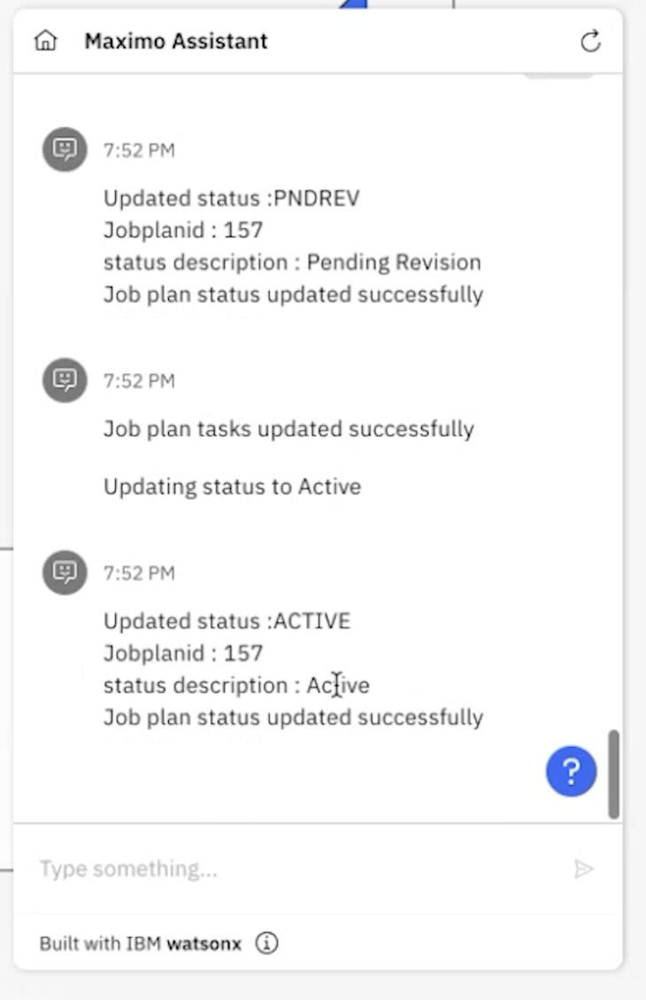 Maximo Assistant
7:52 PM
Updated status :PNDREV
Jobplanid : 157
status description : Pending Revision
Job plan status updated successfully
7:52 PM
Job plan tasks updated successfully
Updating status to Active
7:52 PM
Updated status :ACTIVE
Jobplanid : 157
status description : Active
Job plan status updated successfully
?
Type something...
Built with IBM watsonx